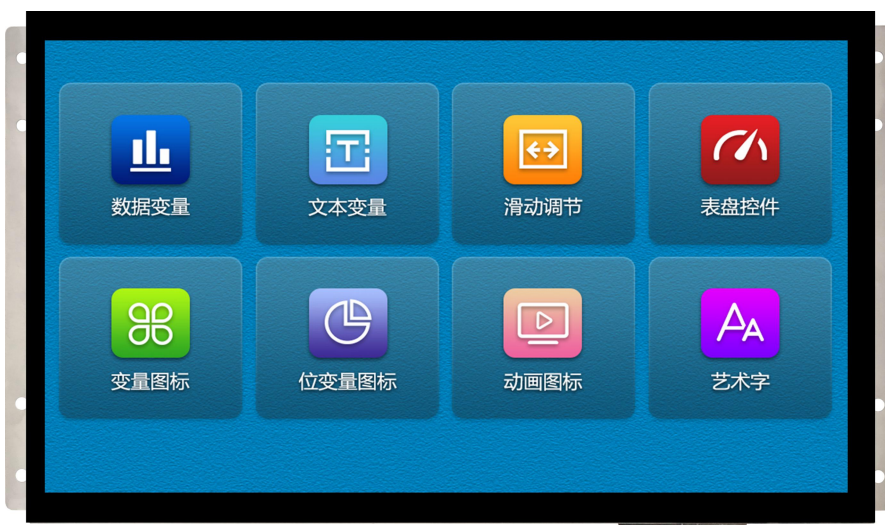 数据变量
文本变量
滑动调节
表盘控件
变量图标
位变量图标
动画图标
艺术字